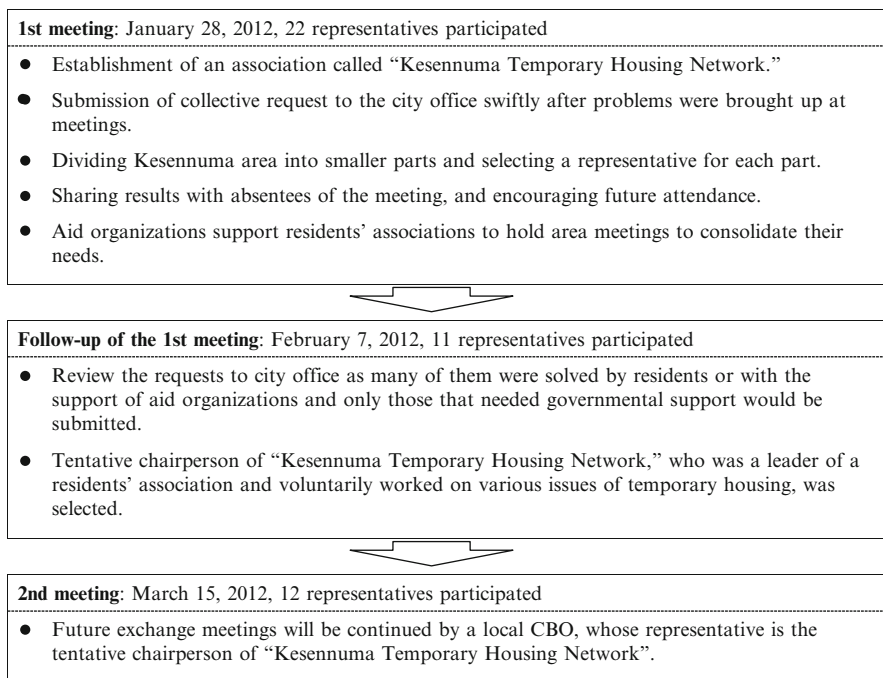 1st meeting: January 28, 2012, 22 representatives participated
● Establishment of an association called “Kesennuma Temporary Housing Network.”
● Submission of collective request to the city office swiftly after problems were brought up at
meetings.
● Dividing Kesennuma area into smaller parts and selecting a representative for each part.
● Sharing results with absentees of the meeting, and encouraging future attendance.
● Aid organizations support residents’ associations to hold area meetings to consolidate their
needs.
Follow-up of the 1st meeting: February 7, 2012, 11 representatives participated
● Review the requests to city office as many of them were solved by residents or with the
support of aid organizations and only those that needed governmental support would be
submitted.
● Tentative chairperson of “Kesennuma Temporary Housing Network,” who was a leader of a
residents’ association and voluntarily worked on various issues of temporary housing, was
selected.
2nd meeting: March 15, 2012, 12 representatives participated
● Future exchange meetings will be continued by a local CBO, whose representative is the
tentative chairperson of “Kesennuma Temporary Housing Network”.